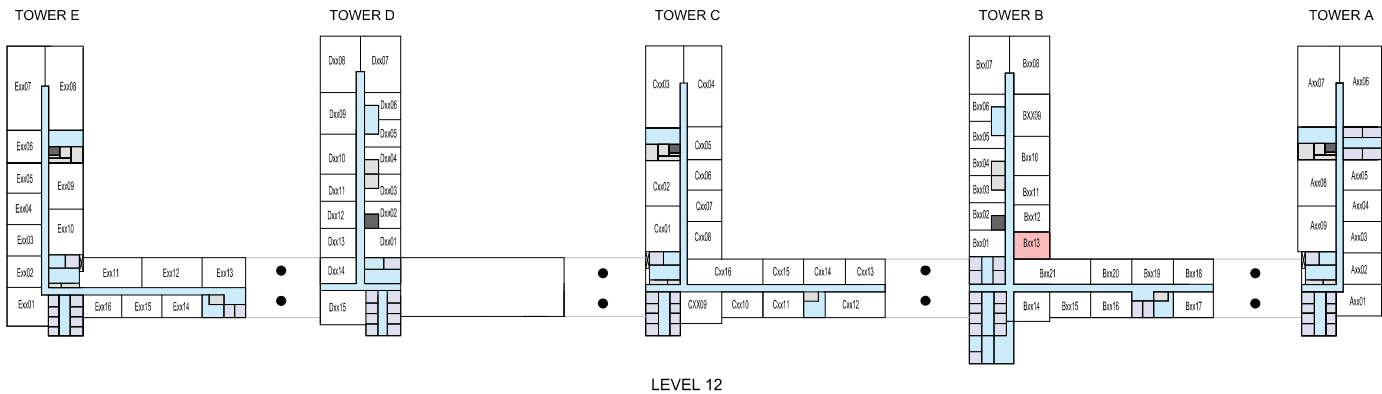 TOWER E
TOWER D
TOWER C
TOWER B
TOWER A
Exx07
Exx08
Exx06
Exx05
Exx09
Exx04
Exx10
Exx03
Exx02
Exx11
Exx12
Exx13
Exx01
Exx16
Exx15
Exx14
Dxx08
Dxx07
Dxx06
Dxx09
Dxx05
Dxx10
Dxx04
Dxx11
Dxx03
Dxx12
Dxx02
Dxx13
Dxx01
Dxx14
Dxx15
Cxx03
Cxx04
Cxx05
Cxx02
Cxx06
Cxx07
Cxx01
Cxx08
Cxx16
Cxx15
Cxx14
Cxx13
CXX09
Cxx10
Cxx11
Cxx12
Bxx07
Bxx08
Bxx06
BXX09
Bxx05
Bxx04
Bxx10
Bxx03
Bxx11
Bxx02
Bxx12
Bxx01
Bxx13
Bxx21
Bxx20
Bxx19
Bxx18
Bxx14
Bxx15
Bxx16
Bxx17
Axx07
Axx06
Axx08
Axx05
Axx04
Axx09
Axx03
Axx02
Axx01
LEVEL 12